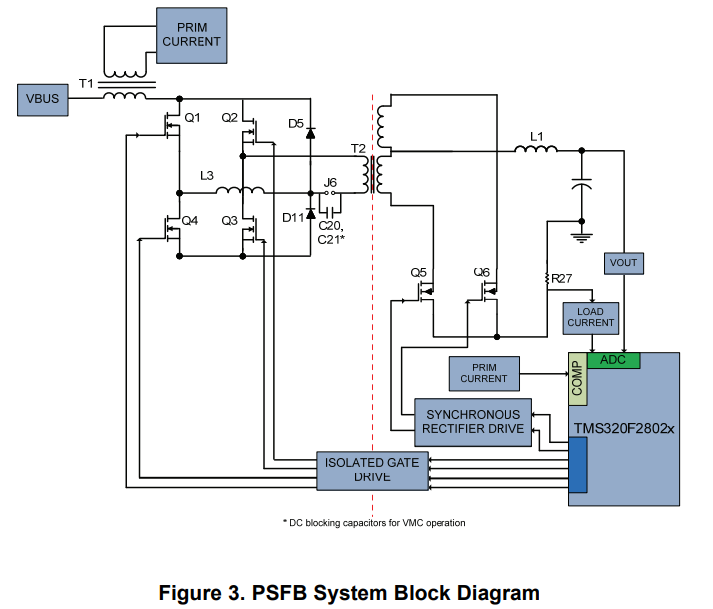 PRIM
CURRENT
T1
VBUS
Q1
Q2
D5
T2
L1
L3
J6
Q4
Q3
D11
C20,
C21*
VOUT
Q5
Q6
R27
LOAD
CURRENT
PRIM
CURRENT
COMP
ADC
SYNCHRONOUS
RECTIFIER DRIVE
TMS320F2802x
ISOLATED GATE
DRIVE
* DC blocking capacitors for VMC operation
Figure 3. PSFB System Block Diagram